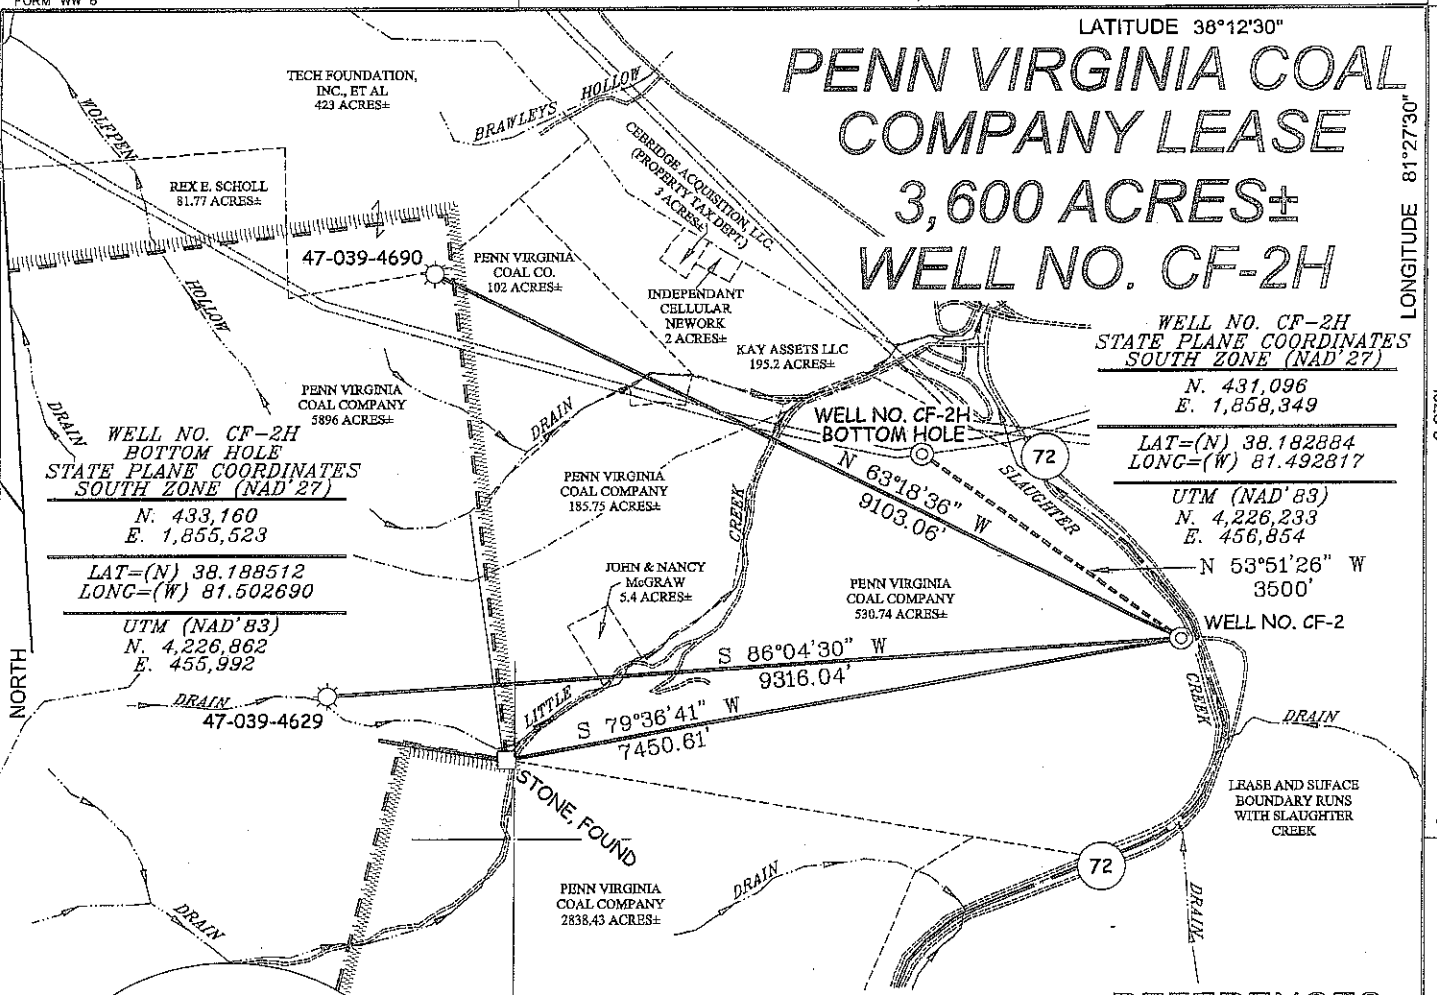 FORM WW-6
LATITUDE 38°12'30"
PENN VIRGINIA COAL
COMPANY LEASE
3,600 ACRES±
WELL NO. CF-2H
LONGITUDE 81°27'30"
TECH FOUNDATION,
INC., ET AL
423 ACRES±
BRAWLEYS HOLLOW
WOLFPEN
HOLLOW
REX E. SCHOLL
81.77 ACRES±
CEBRIDGE ACQUISITION, LLC.
(PROPERTY TAX DEPT.)
3 ACRES±
47-039-4690
PENN VIRGINIA
COAL CO.
102 ACRES±
INDEPENDANT
CELLULAR
NEWORK
2 ACRES±
KAY ASSETS LLC
195.2 ACRES±
WELL NO. CF-2H
STATE PLANE COORDINATES
SOUTH ZONE (NAD'27)
N. 431,096
E. 1,858,349
LAT=(N) 38.182884
LONG=(W) 81.492817
UTM (NAD'83)
N. 4,226,233
E. 456,854
PENN VIRGINIA
COAL COMPANY
5896 ACRES±
DRAIN
DRAIN
WELL NO. CF-2H
BOTTOM HOLE
72
SLAUGHTER
WELL NO. CF-2H
BOTTOM HOLE
STATE PLANE COORDINATES
SOUTH ZONE (NAD'27)
N. 433,160
E. 1,855,523
LAT=(N) 38.188512
LONG=(W) 81.502690
UTM (NAD'83)
N. 4,226,862
E. 455,992
PENN VIRGINIA
COAL COMPANY
185.75 ACRES±
CREEK
N 63°18'36" W
9103.06'
N 53°51'26" W
3500'
JOHN & NANCY
McGRAW
5.4 ACRES±
PENN VIRGINIA
COAL COMPANY
530.74 ACRES±
WELL NO. CF-2
S 86°04'30" W
9316.04'
NORTH
DRAIN
47-039-4629
LITTLE
S 79°36'41" W
7450.61'
CREEK
DRAIN
STONE, FOUND
LEASE AND SUFACE
BOUNDARY RUNS
WITH SLAUGHTER
CREEK
72
PENN VIRGINIA
COAL COMPANY
2838.43 ACRES±
DRAIN
DRAIN
DRAIN